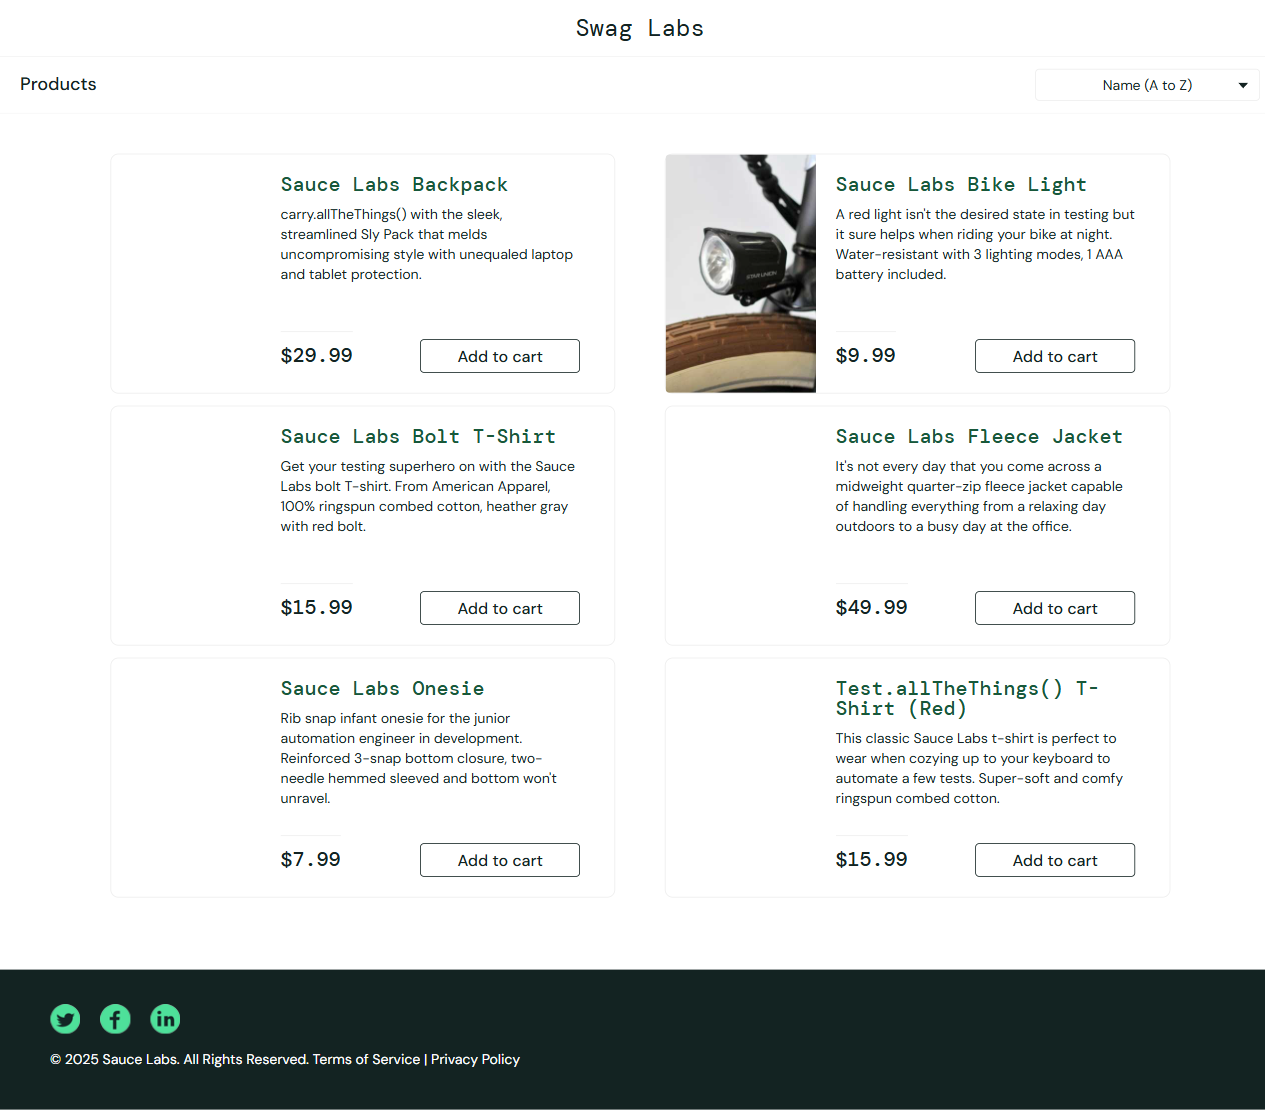 Swag Labs
Products
Name (A to Z)
Sauce Labs Backpack
carry.allTheThings() with the sleek,
streamlined Sly Pack that melds
uncompromising style with unequaled laptop
and tablet protection.
$29.99
Add to cart
Sauce Labs Bike Light
A red light isn't the desired state in testing but
it sure helps when riding your bike at night.
Water-resistant with 3 lighting modes, 1 AAA
battery included.
$9.99
Add to cart
Sauce Labs Bolt T-Shirt
Get your testing superhero on with the Sauce
Labs bolt T-shirt. From American Apparel,
100% ringspun combed cotton, heather gray
with red bolt.
$15.99
Add to cart
Sauce Labs Fleece Jacket
It's not every day that you come across a
midweight quarter-zip fleece jacket capable
of handling everything from a relaxing day
outdoors to a busy day at the office.
$49.99
Add to cart
Sauce Labs Onesie
Rib snap infant onesie for the junior
automation engineer in development.
Reinforced 3-snap bottom closure, two-
needle hemmed sleeved and bottom won't
unravel.
$7.99
Add to cart
Test.allTheThings() T-
Shirt (Red)
This classic Sauce Labs t-shirt is perfect to
wear when cozying up to your keyboard to
automate a few tests. Super-soft and comfy
ringspun combed cotton.
$15.99
Add to cart
© 2025 Sauce Labs. All Rights Reserved. Terms of Service | Privacy Policy